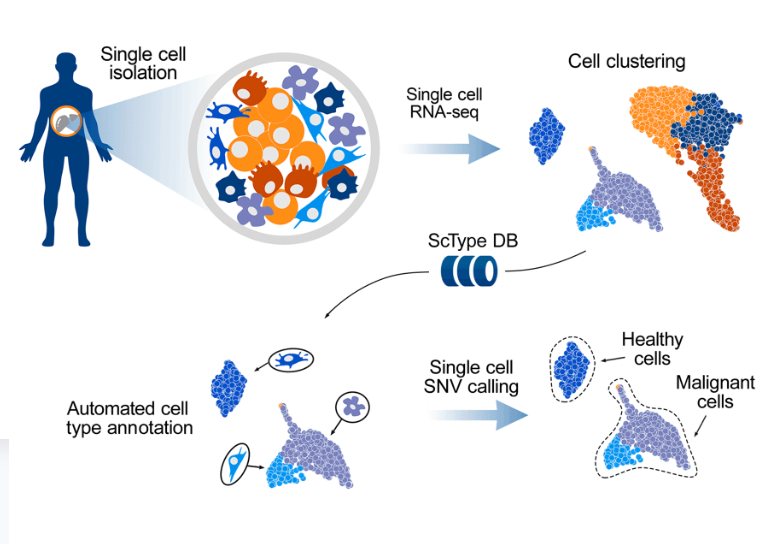 Single cell
isolation
Single cell
RNA-seq
Cell clustering
ScType DB
Automated cell
type annotation
Single cell
SNV calling
Healthy
cells
Malignant
cells